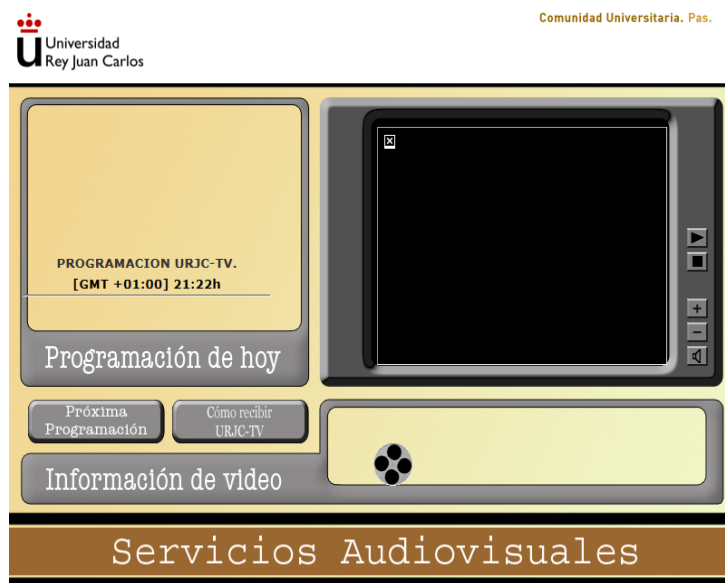 Comunidad Universitaria. Pas.
Universidad
Rey Juan Carlos
PROGRAMACION URJC-TV.
[GMT +01:00] 21:22h
Programación de hoy
Próxima
Programación
Cómo recibir
URJC-TV
Información de video
Servicios Audiovisuales